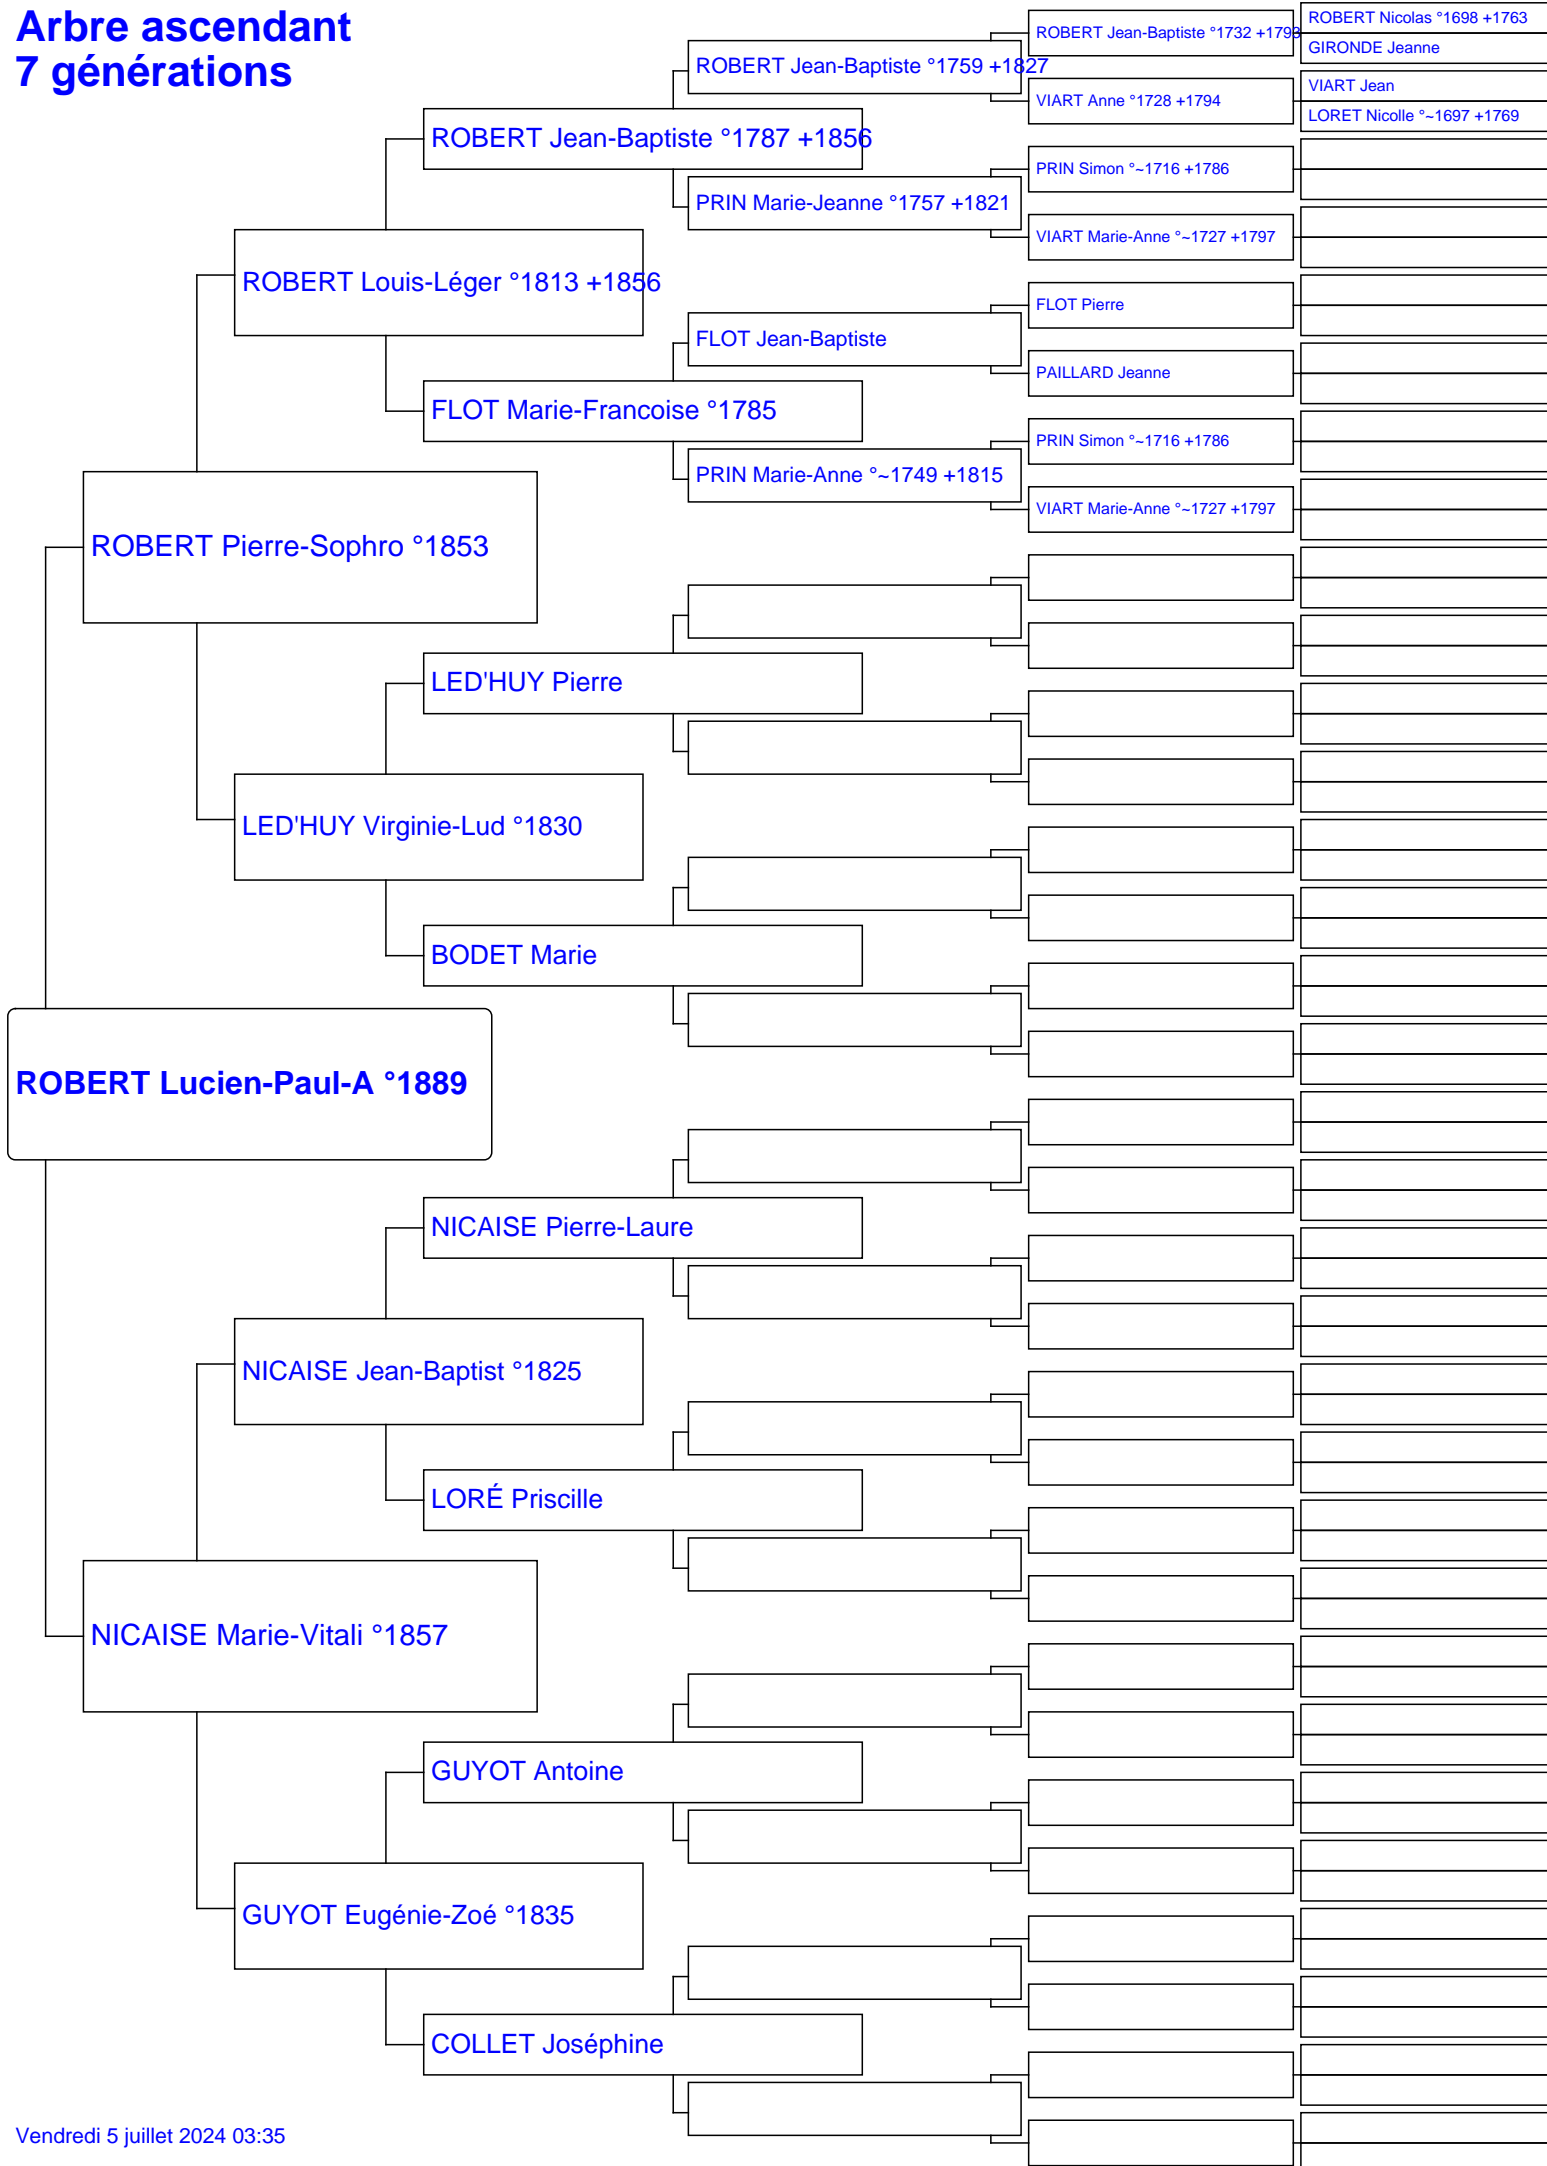 Arbre ascendant
7 générations
ROBERT Nicolas °1698 +1763
ROBERT Jean-Baptiste °1732 +1793
GIRONDE Jeanne
ROBERT Jean-Baptiste °1759 +1827
VIART Jean
VIART Anne °1728 +1794
LORET Nicolle °~1697 +1769
ROBERT Jean-Baptiste °1787 +1856
PRIN Simon °~1716 +1786
PRIN Marie-Jeanne °1757 +1821
VIART Marie-Anne °~1727 +1797
ROBERT Louis-Léger °1813 +1856
FLOT Pierre
FLOT Jean-Baptiste
PAILLARD Jeanne
FLOT Marie-Francoise °1785
PRIN Simon °~1716 +1786
PRIN Marie-Anne °~1749 +1815
VIART Marie-Anne °~1727 +1797
ROBERT Pierre-Sophro °1853
LED'HUY Pierre
LED'HUY Virginie-Lud °1830
BODET Marie
ROBERT Lucien-Paul-A °1889
NICAISE Pierre-Laure
NICAISE Jean-Baptist °1825
LORÉ Priscille
NICAISE Marie-Vitali °1857
GUYOT Antoine
GUYOT Eugénie-Zoé °1835
COLLET Joséphine
Vendredi 5 juillet 2024 03:35